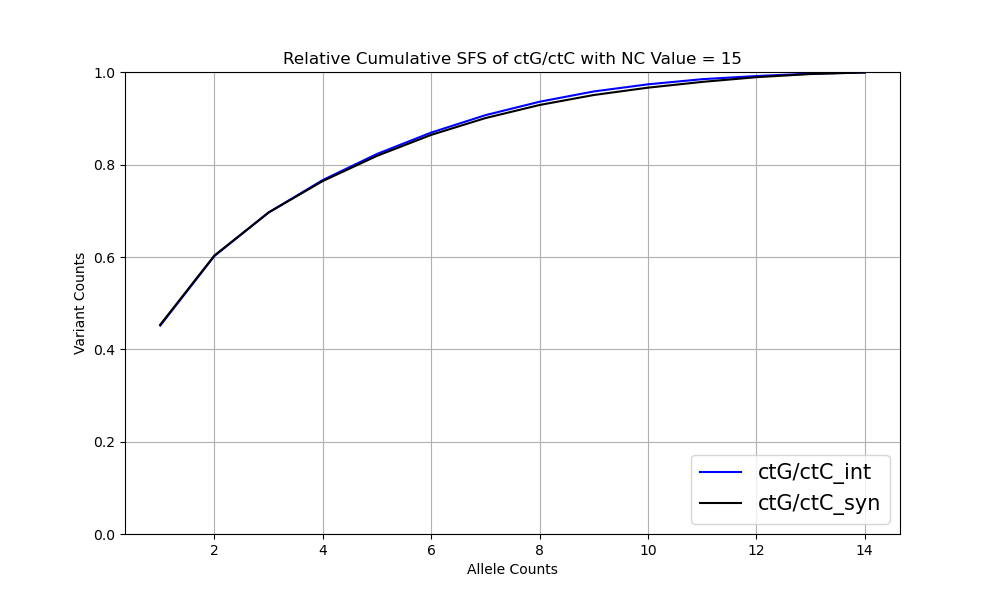 Relative Cumulative SFS of ctG/ctC with NC Value = 15
1.0
0.8
0.6
0.4
0.2
0.0
Variant Counts
ctG/ctC_int
ctG/ctC_syn
2 4 6 8 10 12 14
Allele Counts